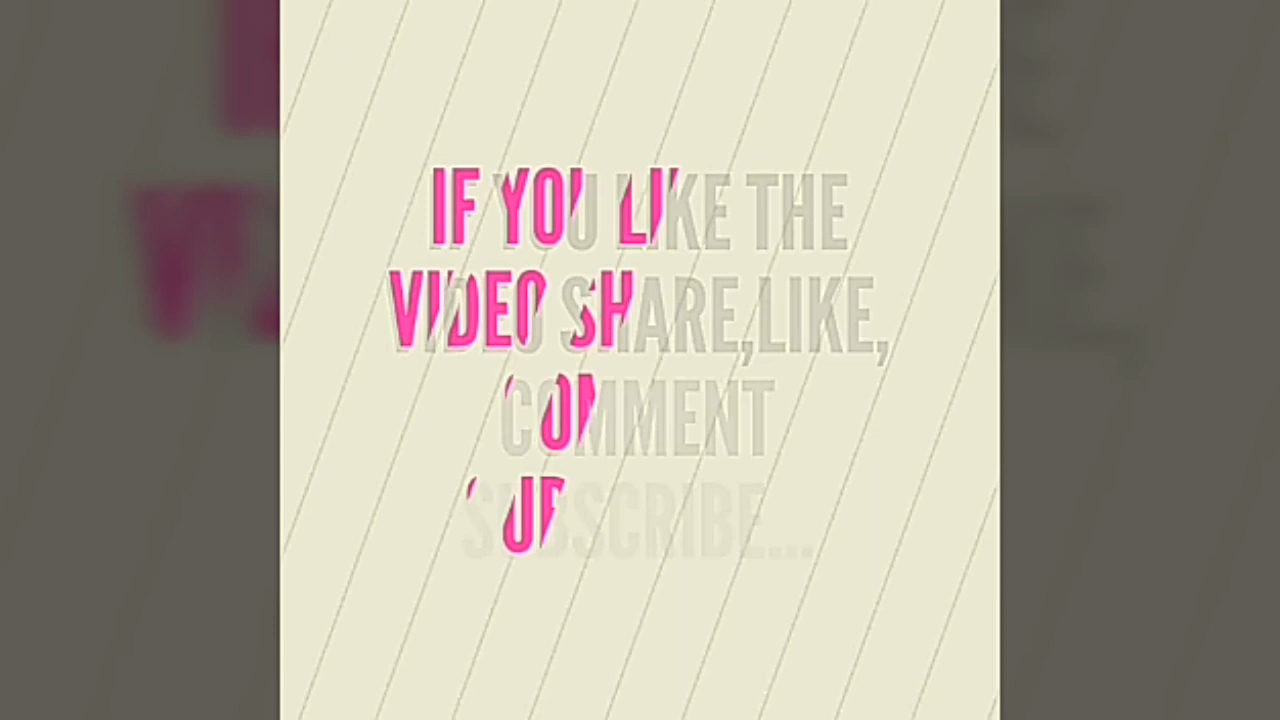 IF YOU LIKE THE
VIDEO SHARE,LIKE,
COMMENT
SUBSCRIBE...